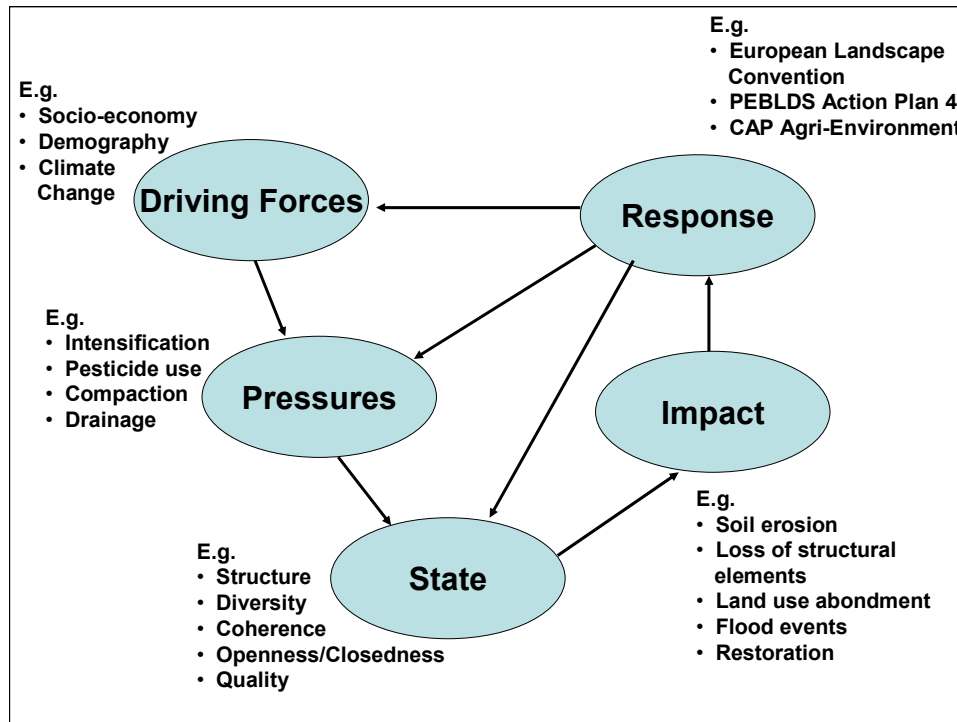 E.g.
• European Landscape
Convention
• PEBLDS Action Plan 4
• CAP Agri-Environment
E.g.
• Socio-economy
• Demography
• Climate
Change
Driving Forces
Response
E.g.
• Intensification
• Pesticide use
• Compaction
• Drainage
Pressures
Impact
E.g.
• Soil erosion
• Loss of structural
elements
• Land use abondment
• Flood events
• Restoration
E.g.
• Structure
• Diversity
• Coherence
• Openness/Closedness
• Quality
State